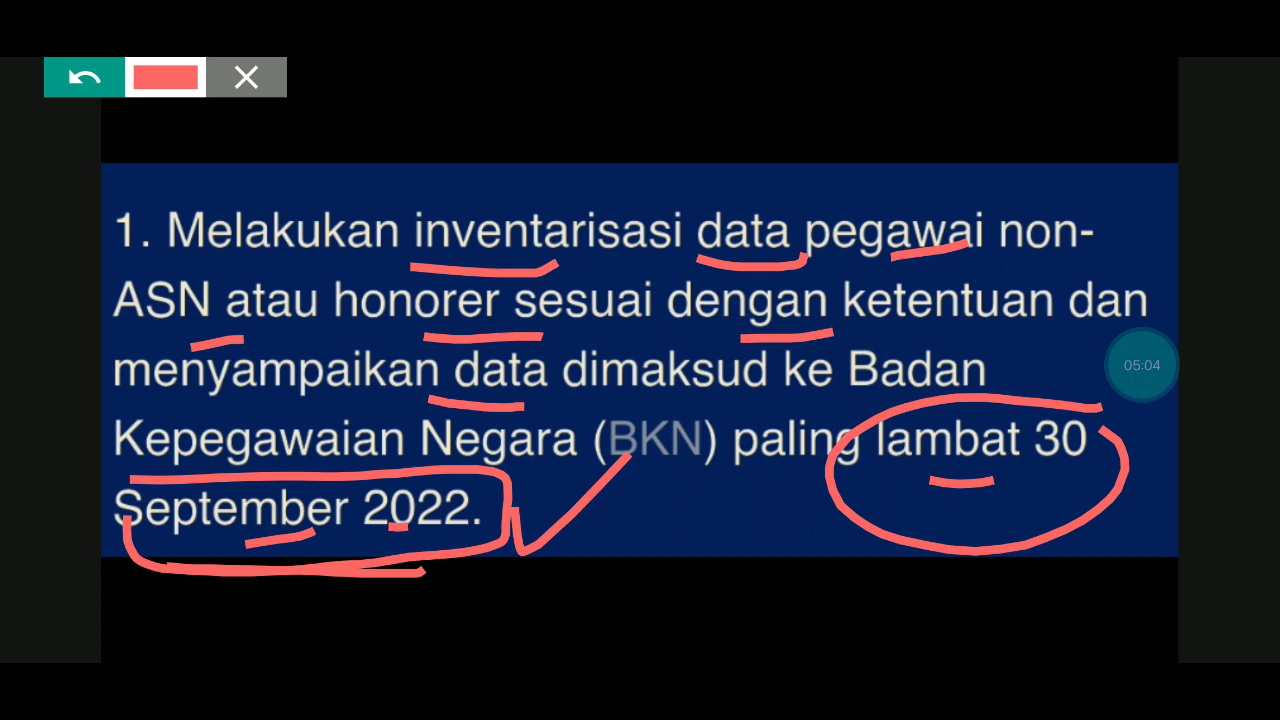 1. Melakukan inventarisasi data pegawai non-
ASN atau honorer sesuai dengan ketentuan dan
menyampaikan data dimaksud ke Badan
05:04
Kepegawaian Negara (BKN) paling lambat 30
September 2022.